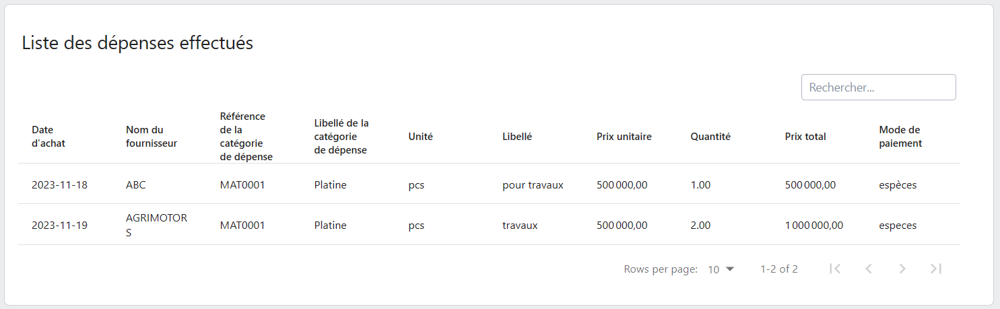 Liste des dépenses effectués
Rechercher...
Date
d'achat
Nom du
fournisseur
Référence
de la
catégorie
de dépense
Libellé de la
catégorie
de dépense
Unité
Libellé
Prix unitaire
Quantité
Prix total
Mode de
paiement
2023-11-18
ABC
MAT0001
Platine
pcs
pour travaux
500 000,00
1.00
500 000,00
espèces
2023-11-19
AGRIMOTOR
S
MAT0001
Platine
pcs
travaux
500 000,00
2.00
1 000 000,00
especes
Rows per page: 10
1-2 of 2